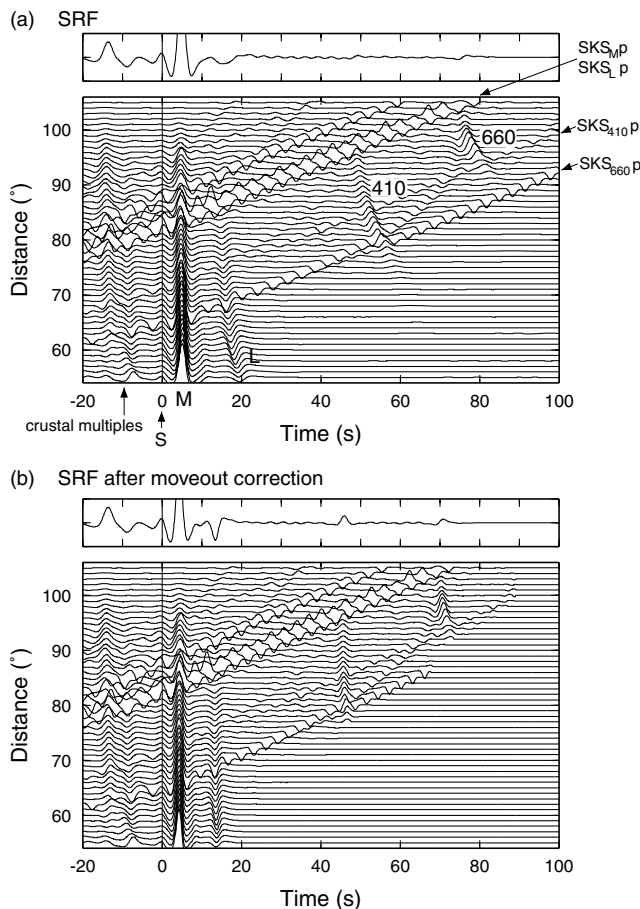 (a) SRF
SKS_M p
SKS_L p
SKS_410 p
SKS_660 p
660
410
L
100
90
80
70
60
Distance (°)
-20 0 20 40 60 80 100
M
crustal multiples
S
Time (s)
(b) SRF after moveout correction
100
90
80
70
60
Distance (°)
-20 0 20 40 60 80 100
Time (s)